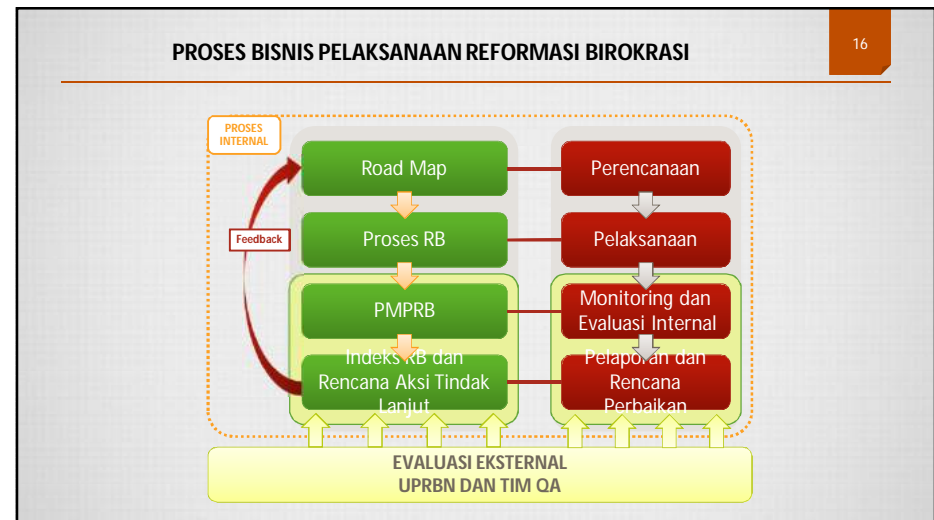 PROSES BISNIS PELAKSANAAN REFORMASI BIROKRASI
16
PROSES
INTERNAL
Road Map
Perencanaan
Feedback
Proses RB
Pelaksanaan
PMPRB
Monitoring dan
Evaluasi Internal
Indeks RB dan
Rencana Aksi Tindak
Lanjut
Pelaporan dan
Rencana
Perbaikan
EVALUASI EKSTERNAL
UPRBN DAN TIM QA